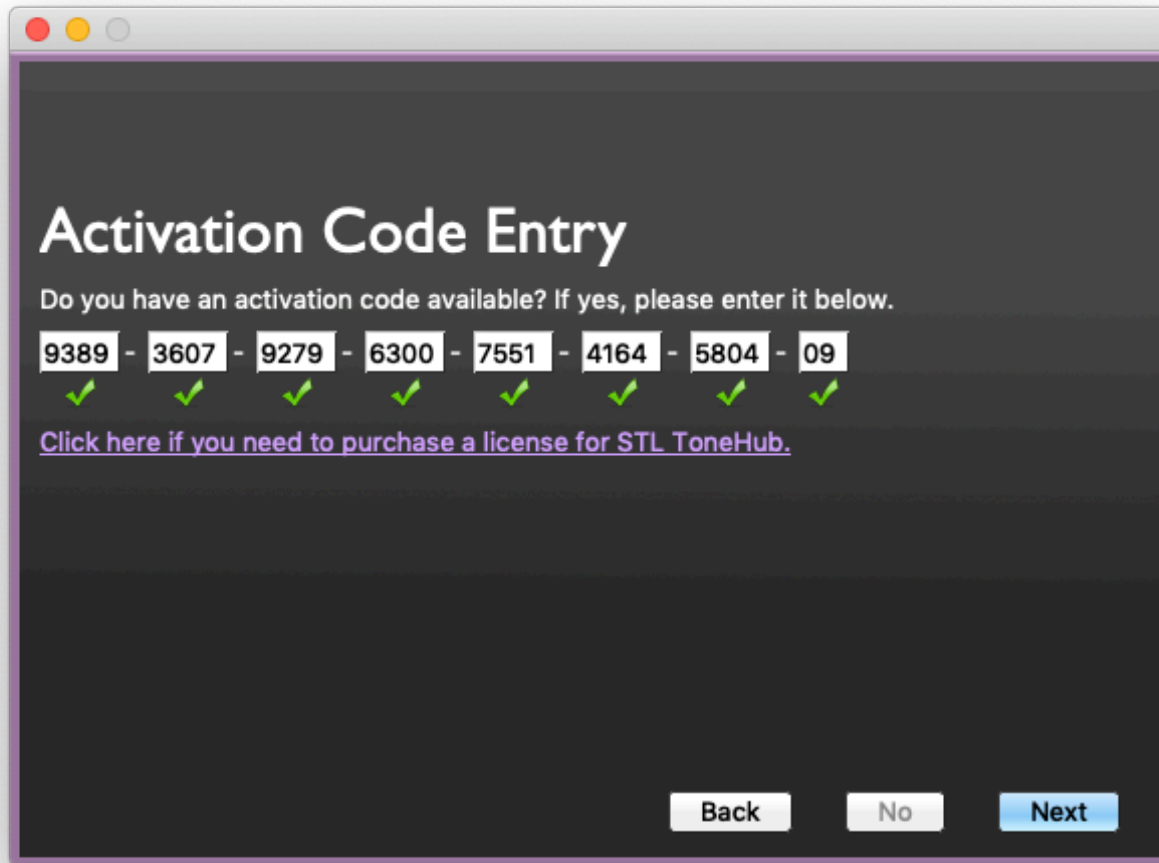 Activation Code Entry
Do you have an activation code available? If yes, please enter it below.
9389 - 3607 - 9279 - 6300 - 7551 - 4164 - 5804 - 09
Click here if you need to purchase a license for STL ToneHub.
Back No Next